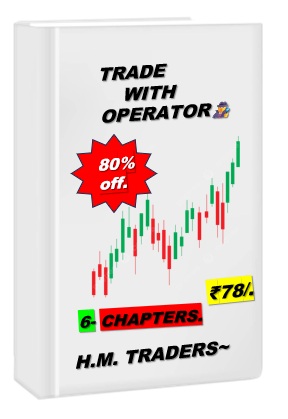 TRADE
WITH
OPERATOR
80%
off.
₹78/.
6- CHAPTERS.
H.M. TRADERS~